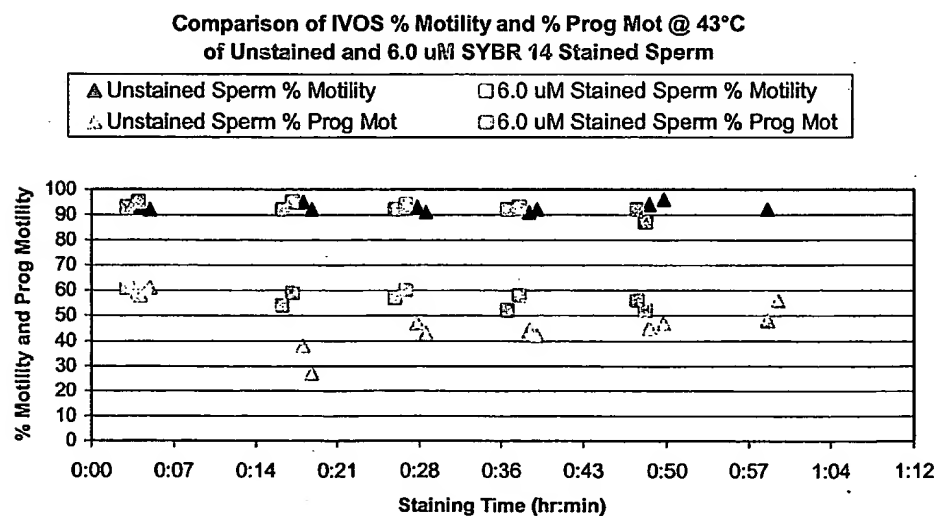 Comparison of IVOS % Motility and % Prog Mot @ 43°C
of Unstained and 6.0 uM SYBR 14 Stained Sperm
Unstained Sperm % Motility
6.0 uM Stained Sperm % Motility
Unstained Sperm % Prog Mot
6.0 uM Stained Sperm % Prog Mot
% Motility and Prog Motility
100
90
80
70
60
50
40
30
20
10
0
0:00 0:07 0:14 0:21 0:28 0:36 0:43 0:50 0:57 1:04 1:12
Staining Time (hr:min)